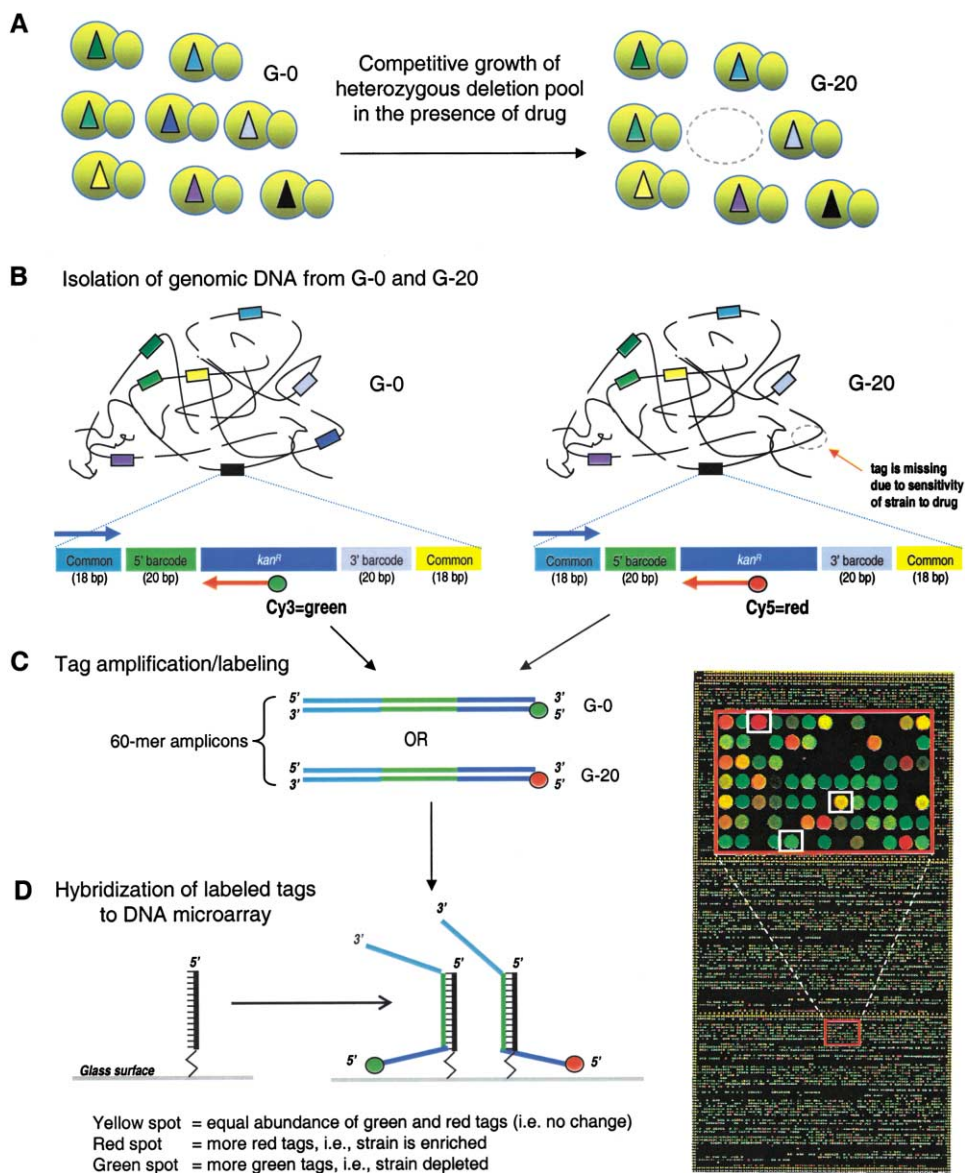 A
G-0
Competitive growth of
heterozygous deletion pool
in the presence of drug
G-20
B Isolation of genomic DNA from G-0 and G-20
G-0
G-20
tag is missing
due to sensitivity
of strain to drug
Common 5' barcode kanR 3' barcode Common
(18 bp) (20 bp) (20 bp) (18 bp)
Cy3=green
Common 5' barcode kanR 3' barcode Common
(18 bp) (20 bp) (20 bp) (18 bp)
Cy5=red
C Tag amplification/labeling
5' 3'
3' 5'
G-0
60-mer amplicons
OR
5' 3'
3' 5'
G-20
D Hybridization of labeled tags
to DNA microarray
5'
Glass surface
3'
3'
5'
5'
5'
5'
Yellow spot = equal abundance of green and red tags (i.e. no change)
Red spot = more red tags, i.e., strain is enriched
Green spot = more green tags, i.e., strain depleted